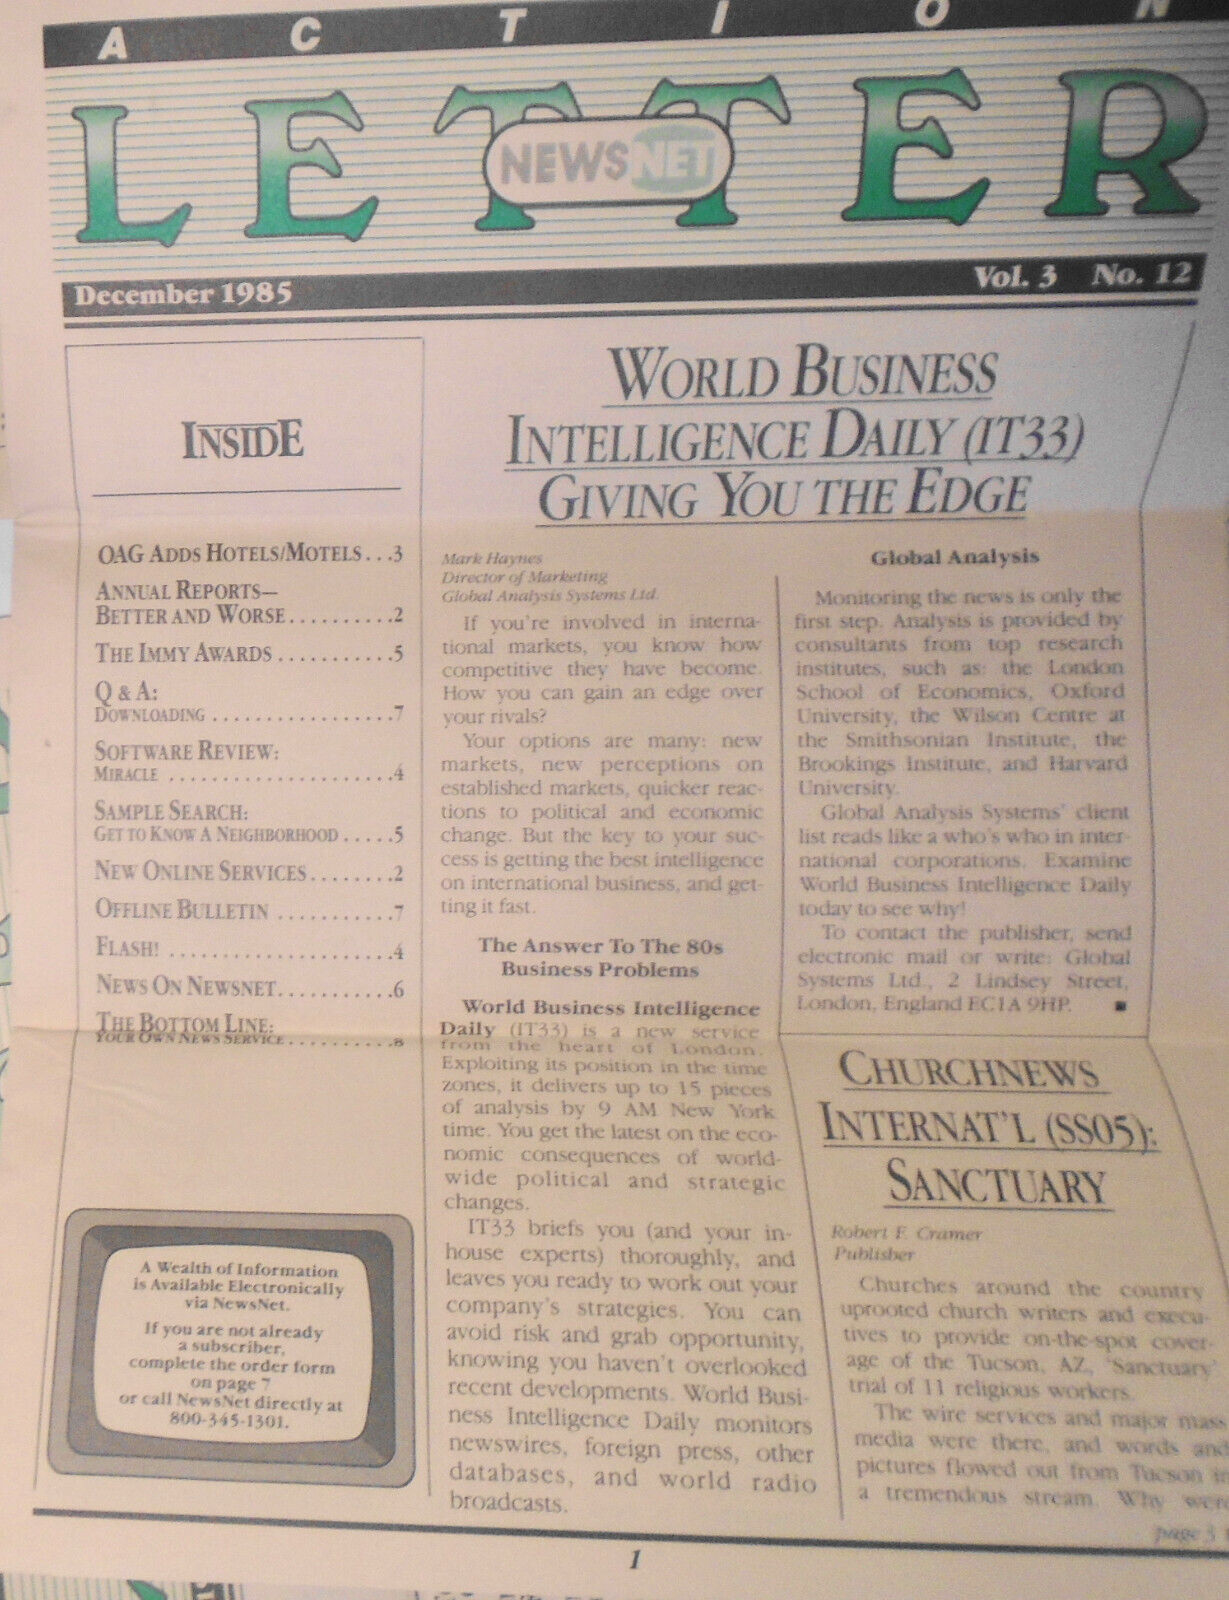 ACTION
LETTER
NEWSNET
December 1985
Vol. 3 No. 12
INSIDE
OAG ADDS HOTELS/MOTELS...3
ANNUAL REPORTS—
BETTER AND WORSE..........2
THE IMMY AWARDS...........5
Q & A:
DOWNLOADING.................7
SOFTWARE REVIEW:
MIRACLE.....................4
SAMPLE SEARCH:
GET TO KNOW A NEIGHBORHOOD.....5
NEW ONLINE SERVICES.........2
OFFLINE BULLETIN...........7
FLASH!.....................4
NEWS ON NEWSNET...........6
THE BOTTOM LINE:
YOUR OWN NEWS SERVICE...........8
A Wealth of Information
is Available Electronically
via NewsNet.
If you are not already
a subscriber,
complete the order form
on page 7
or call NewsNet directly at
800-345-1301.
WORLD BUSINESS
INTELLIGENCE DAILY (IT33)
GIVING YOU THE EDGE
Mark Haynes
Director of Marketing
Global Analysis Systems Ltd.
If you're involved in interna-
tional markets, you know how
competitive they have become.
How you can gain an edge over
your rivals?
Your options are many: new
markets, new perceptions on
established markets, quicker reac-
tions to political and economic
change. But the key to your suc-
cess is getting the best intelligence
on international business, and get-
ting it fast.
The Answer To The 80s
Business Problems
World Business Intelligence
Daily (IT33) is a new service
from the heart of London.
Exploiting its position in the time
zones, it delivers up to 15 pieces
of analysis by 9 AM New York
time. You get the latest on the eco-
nomic consequences of world-
wide political and strategic
changes.
IT33 briefs you (and your in-
house experts) thoroughly, and
leaves you ready to work out your
company's strategies. You can
avoid risk and grab opportunity,
knowing you haven't overlooked
recent developments. World Busi-
ness Intelligence Daily monitors
newswires, foreign press, other
databases, and world radio
broadcasts.
Global Analysis
Monitoring the news is only the
first step. Analysis is provided by
consultants from top research
institutes, such as: the London
School of Economics, Oxford
University, the Wilson Centre at
the Smithsonian Institute, the
Brookings Institute, and Harvard
University.
Global Analysis Systems' client
list reads like a who's who in inter-
national corporations. Examine
World Business Intelligence Daily
today to see why!
To contact the publisher, send
electronic mail or write: Global
Systems Ltd., 2 Lindsey Street,
London, England EC1A 9HP.
CHURCHNEWS
INTERNAT'L (SS05):
SANCTUARY
Robert F. Cramer
Publisher
Churches around the country
uprooted church writers and execu-
tives to provide on-the-spot cover-
age of the Tucson, AZ, 'Sanctuary'
trial of 11 religious workers.
The wire services and major mass
media were there, and words and
pictures flowed out from Tucson in
a tremendous stream. Why were
page 3
1